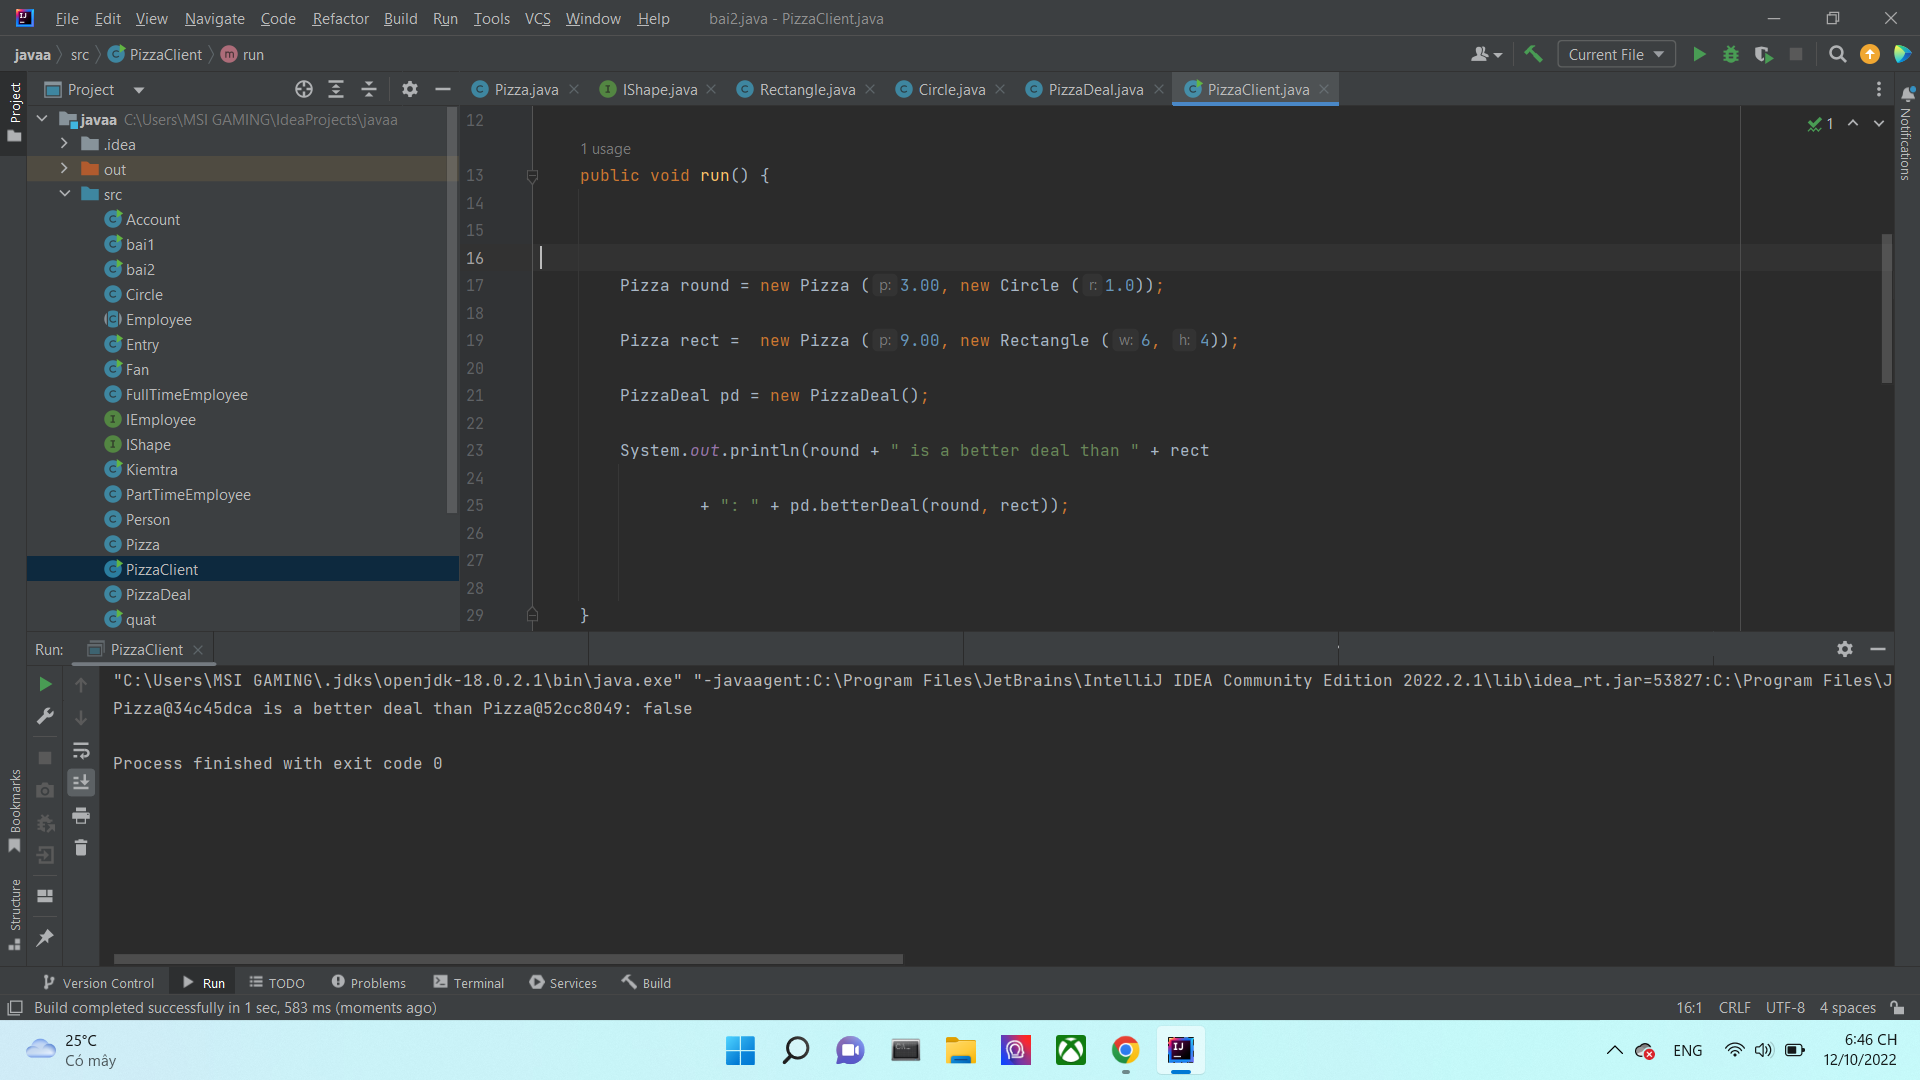 File Edit View Navigate Code Refactor Build Run Tools VCS Window Help bai2.java - PizzaClient.java
javaa src PizzaClient m run Current File
Project Pizza.java IShape.java Rectangle.java Circle.java PizzaDeal.java PizzaClient.java
Project
Notifications
Bookmarks
Structure
javaa C:\Users\MSI GAMING\IdeaProjects\javaa
.idea
out
src
Account
bai1
bai2
Circle
Employee
Entry
Fan
FullTimeEmployee
IEmployee
IShape
Kiemtra
PartTimeEmployee
Person
Pizza
PizzaClient
PizzaDeal
quat
1
12
1 usage
13 public void run() {
14
15
16
17 Pizza round = new Pizza ( p: 3.00, new Circle ( r: 1.0));
18
19 Pizza rect =  new Pizza ( p: 9.00, new Rectangle ( w: 6, h: 4));
20
21 PizzaDeal pd = new PizzaDeal();
22
23 System.out.println(round + " is a better deal than " + rect
24
25 + ": " + pd.betterDeal(round, rect));
26
27
28
29 }
Run: PizzaClient
"C:\Users\MSI GAMING\.jdks\openjdk-18.0.2.1\bin\java.exe" "-javaagent:C:\Program Files\JetBrains\IntelliJ IDEA Community Edition 2022.2.1\lib\idea_rt.jar=53827:C:\Program Files\J
Pizza@34c45dca is a better deal than Pizza@52cc8049: false
Process finished with exit code 0
Version Control Run TODO Problems Terminal Services Build
Build completed successfully in 1 sec, 583 ms (moments ago) 16:1 CRLF UTF-8 4 spaces
25°C
Có mây
ENG
6:46 CH
12/10/2022